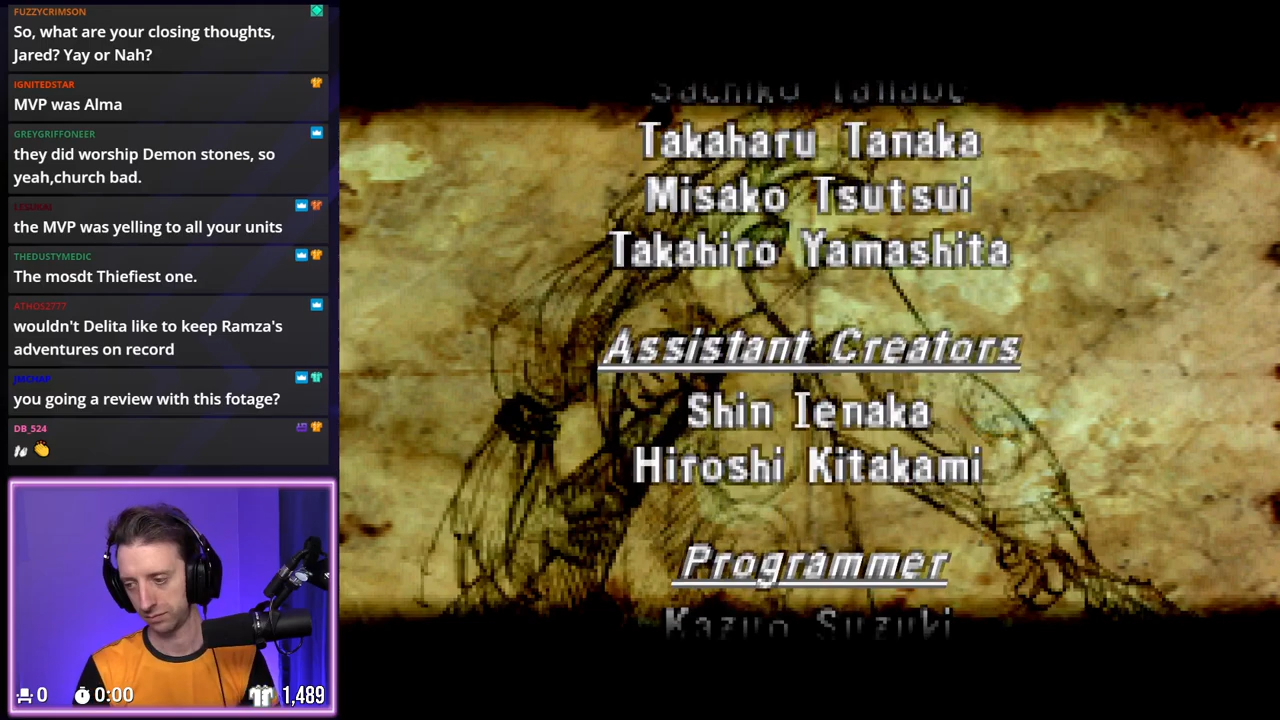 FUZZYCRIMSON
So, what are your closing thoughts,
Jared? Yay or Nah?
IGNITEDSTAR
MVP was Alma
GREYGRIFFONEER
they did worship Demon stones, so
yeah,church bad.
the MVP was yelling to all your units
THEDUSTYMEDIC
The mosdt Thiefiest one.
ATHOS2777
wouldn't Delita like to keep Ramza's
adventures on record
JMCHAP
you going a review with this fotage?
DB_524
0
0:00
1,489
Sachiko Tanabe
Takaharu Tanaka
Misako Tsutsui
Takahiro Yamashita
Assistant Creators
Shin Ienaka
Hiroshi Kitakami
Programmer
Kazuo Suzuki